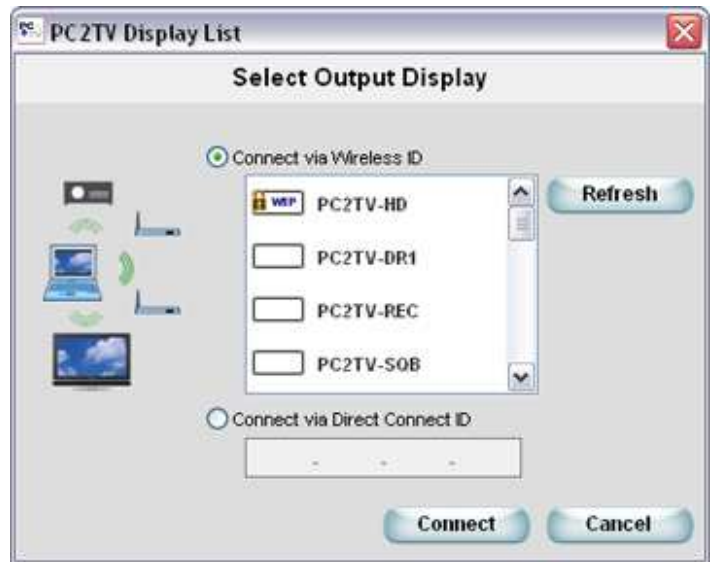 PC2TV Display List
Select Output Display
Connect via Wireless ID
WEP PC2TV-HD
Refresh
PC2TV-DR1
PC2TV-REC
PC2TV-SQB
Connect via Direct Connect ID
- - -
Connect
Cancel